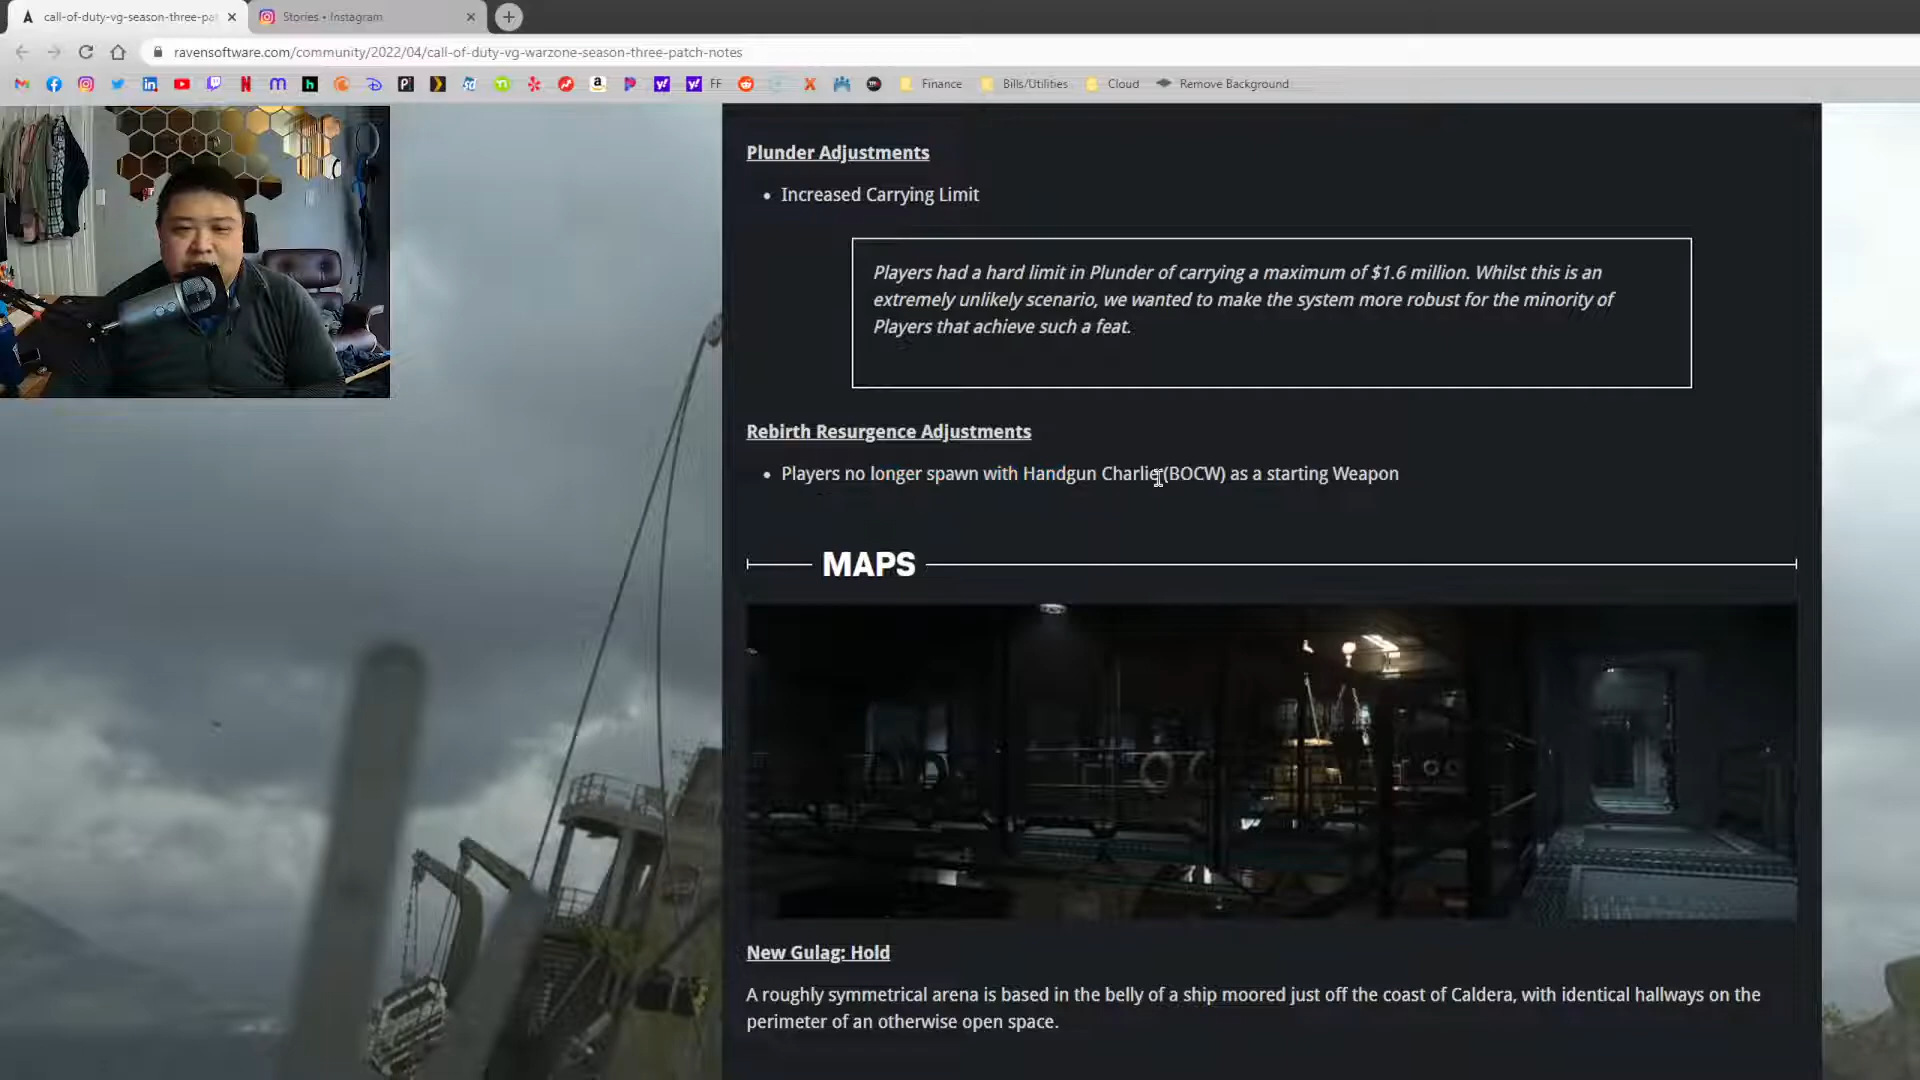 call-of-duty-vg-season-three-pat
Stories • Instagram
ravensoftware.com/community/2022/04/call-of-duty-vg-warzone-season-three-patch-notes
FF
Finance
Bills/Utilities
Cloud
Remove Background
Plunder Adjustments
• Increased Carrying Limit
Players had a hard limit in Plunder of carrying a maximum of $1.6 million. Whilst this is an
extremely unlikely scenario, we wanted to make the system more robust for the minority of
Players that achieve such a feat.
Rebirth Resurgence Adjustments
• Players no longer spawn with Handgun Charlie (BOCW) as a starting Weapon
MAPS
New Gulag: Hold
A roughly symmetrical arena is based in the belly of a ship moored just off the coast of Caldera, with identical hallways on the
perimeter of an otherwise open space.